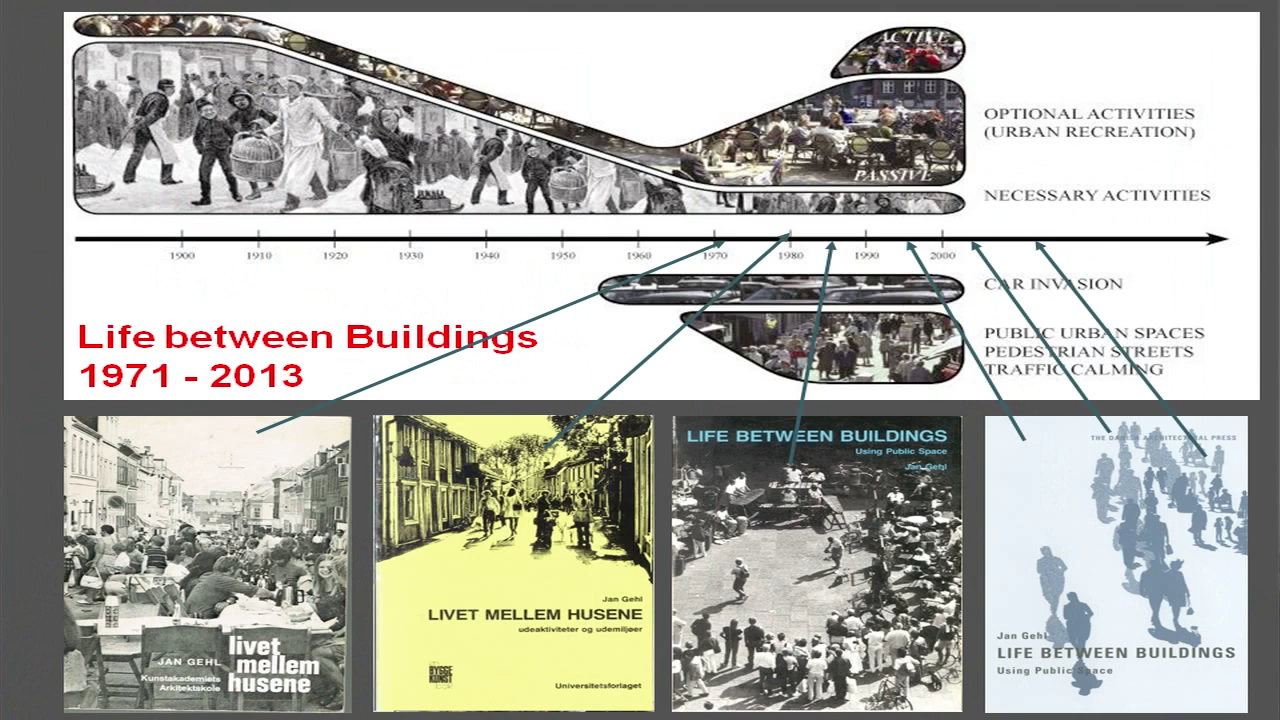 ACTIVE
OPTIONAL ACTIVITIES
(URBAN RECREATION)
PASSIVE
NECESSARY ACTIVITIES
1900 1910 1920 1930 1940 1950 1960 1970 1980 1990 2000
CAR INVASION
Life between Buildings
1971 - 2013
PUBLIC URBAN SPACES
PEDESTRIAN STREETS
TRAFFIC CALMING
JAN GEHL
livet
mellem
husene
Kunstakademiets
Arkitektskole
Jan Gehl
LIVET MELLEM HUSENE
udeaktiviteter og udemiljøer
BYGGE
KUNST
Universitetsforlaget
LIFE BETWEEN BUILDINGS
Using Public Space
Jan Gehl
THE DANISH ARCHITECTURAL PRESS
Jan Gehl
LIFE BETWEEN BUILDINGS
Using Public Space